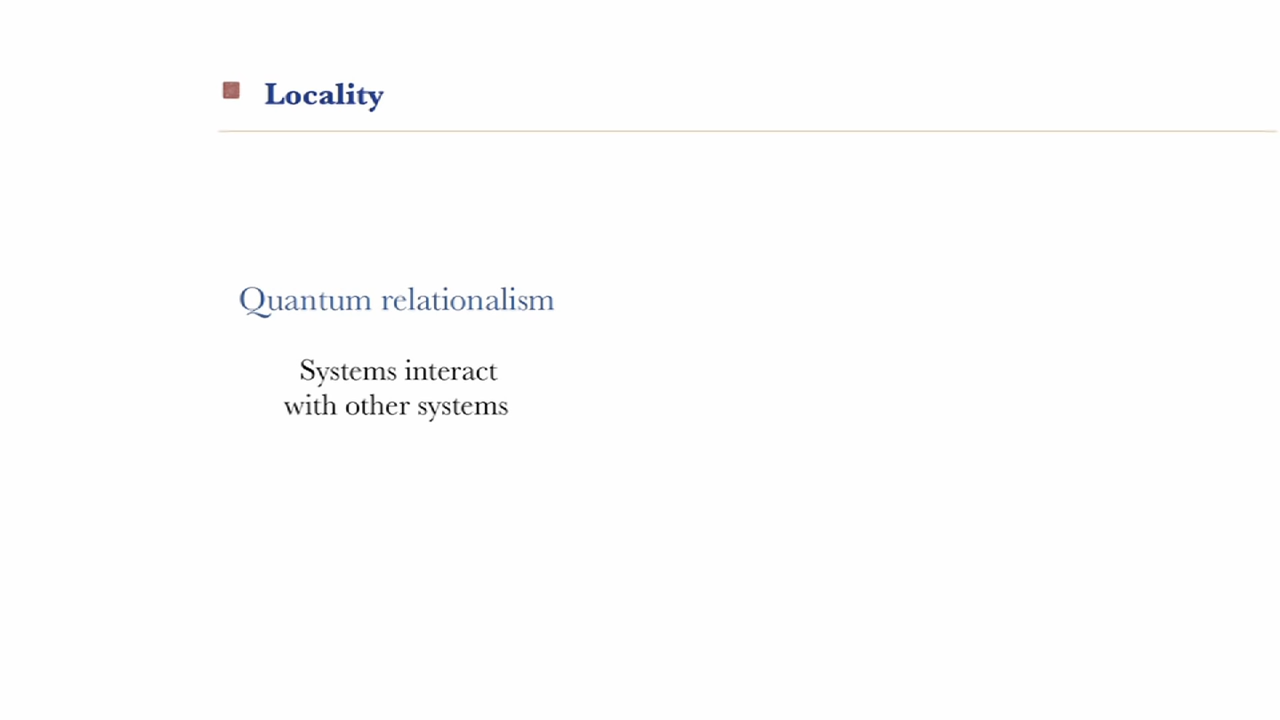 Locality
Quantum relationalism
Systems interact
with other systems